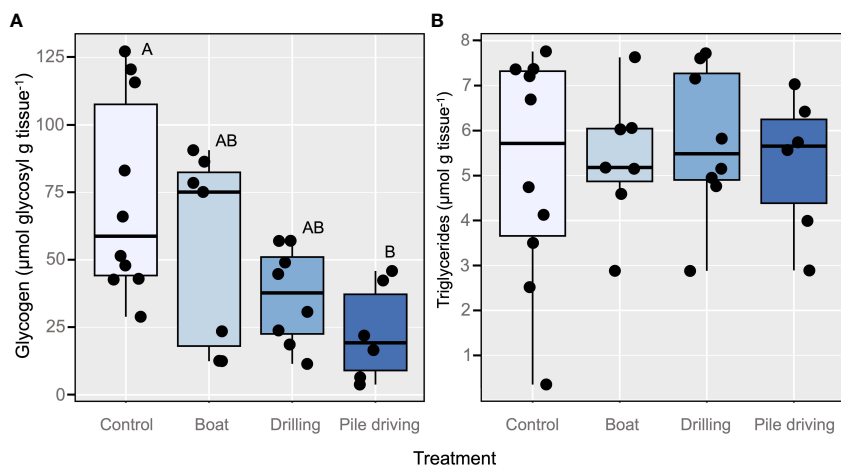 A
B
Glycogen (μmol glycosyl g tissue⁻¹)
125
100
75
50
25
0
A
AB
AB
B
Control Boat Drilling Pile driving
Triglycerides (μmol g tissue⁻¹)
8
7
6
5
4
3
2
1
Control Boat Drilling Pile driving
Treatment